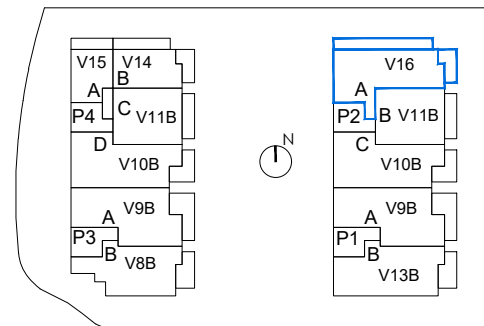 V15 V14
A B
P4 C V11B
D
V10B
V9B
A
P3
B V8B
N
V16
A
P2 B V11B
C
V10B
V9B
A
P1
B
V13B